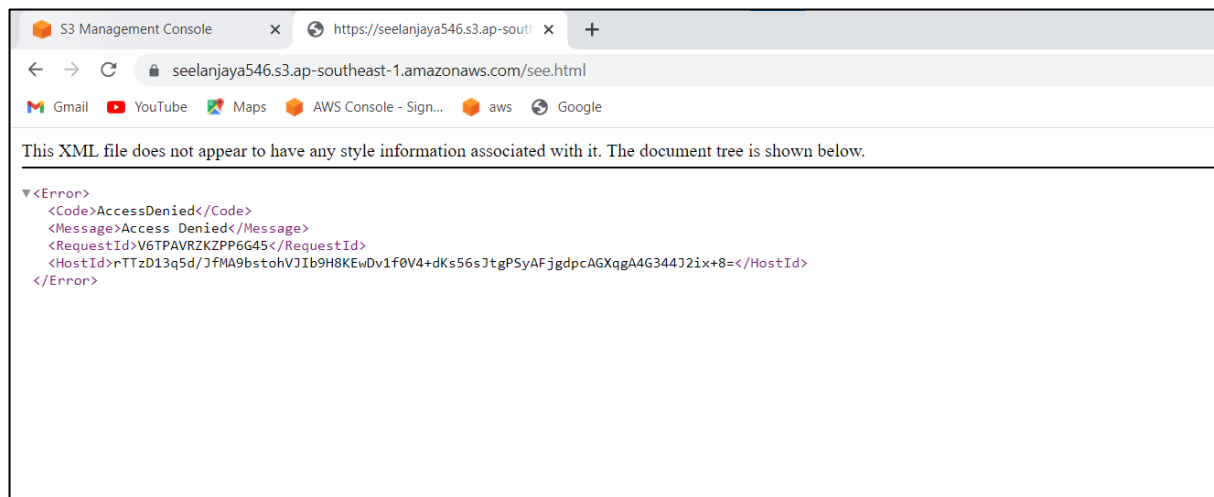 S3 Management Console
https://seelanjaya546.s3.ap-sout
seelanjaya546.s3.ap-southeast-1.amazonaws.com/see.html
Gmail YouTube Maps AWS Console - Sign... aws Google
This XML file does not appear to have any style information associated with it. The document tree is shown below.
▼<Error>
<Code>AccessDenied</Code>
<Message>Access Denied</Message>
<RequestId>V6TPAVRZKZPP6G45</RequestId>
<HostId>rTTzD13q5d/JfMA9bstohVJIb9H8KEwDv1f0V4+dKs56sJtgPSyAFjgdpcAGXqgA4G344J2ix+8=</HostId>
</Error>